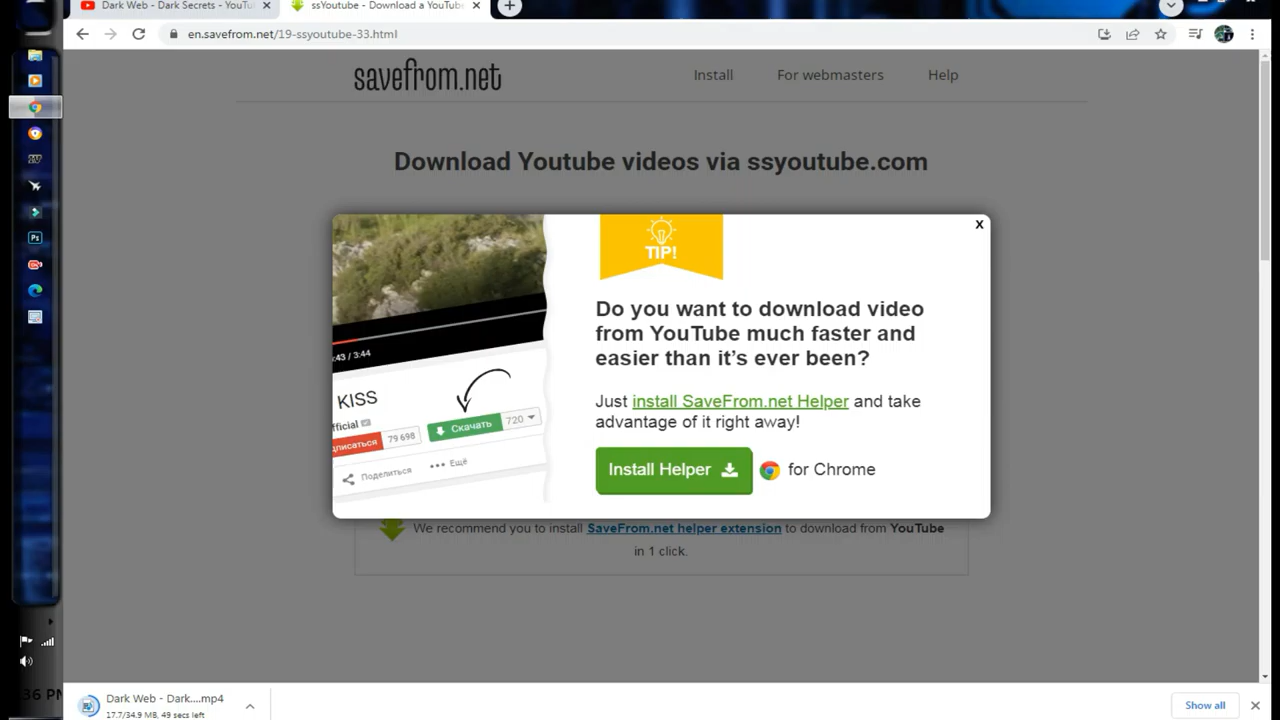 Dark Web - Dark Secrets - YouTu
ssYoutube - Download a YouTube
en.savefrom.net/19-ssyoutube-33.html
savefrom.net
Install
For webmasters
Help
Download Youtube videos via ssyoutube.com
TIP!
X
Do you want to download video
from YouTube much faster and
easier than it's ever been?
Just install SaveFrom.net Helper and take
advantage of it right away!
Install Helper
for Chrome
:43 / 3:44
KISS
fficial
дписаться
79 698
Скачать
720
Поделиться
••• Ещё
We recommend you to install SaveFrom.net helper extension to download from YouTube
in 1 click.
Ps
:36 PM
Dark Web - Dark....mp4
17.7/34.9 MB, 49 secs left
Show all